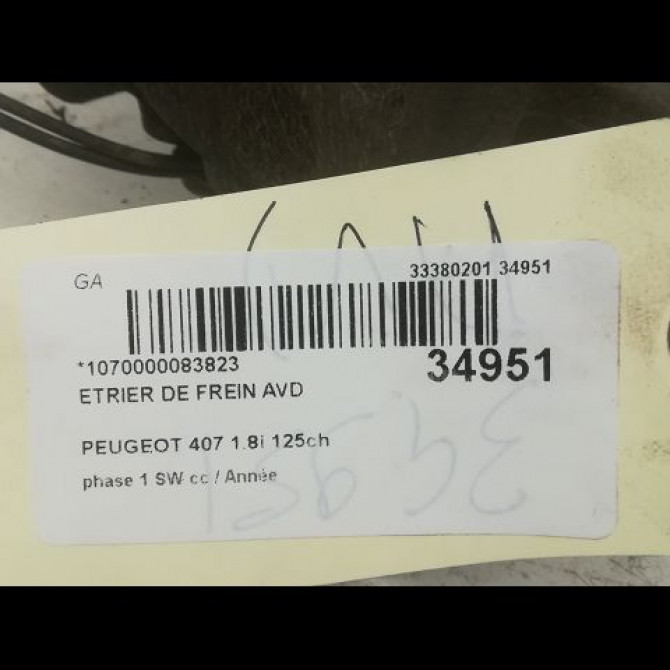 GA
33380201 34951
*1070000083823
34951
ETRIER DE FREIN AVD
PEUGEOT 407 1.8i 125ch
phase 1 SW cc / Année